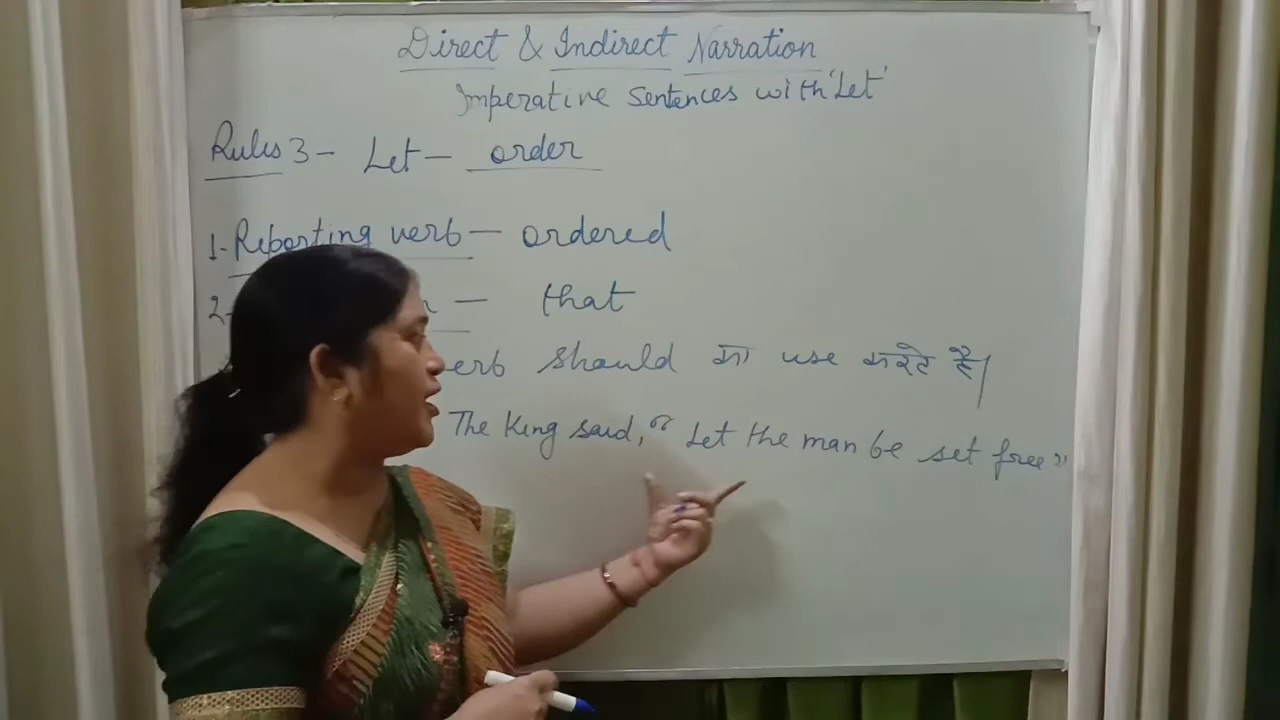 Direct & Indirect Narration
Imperative sentences with 'Let'
Rules 3 - Let - order
1- Reporting verb - ordered
2- - that
should का use करते है।
The King said, "Let the man be set free"